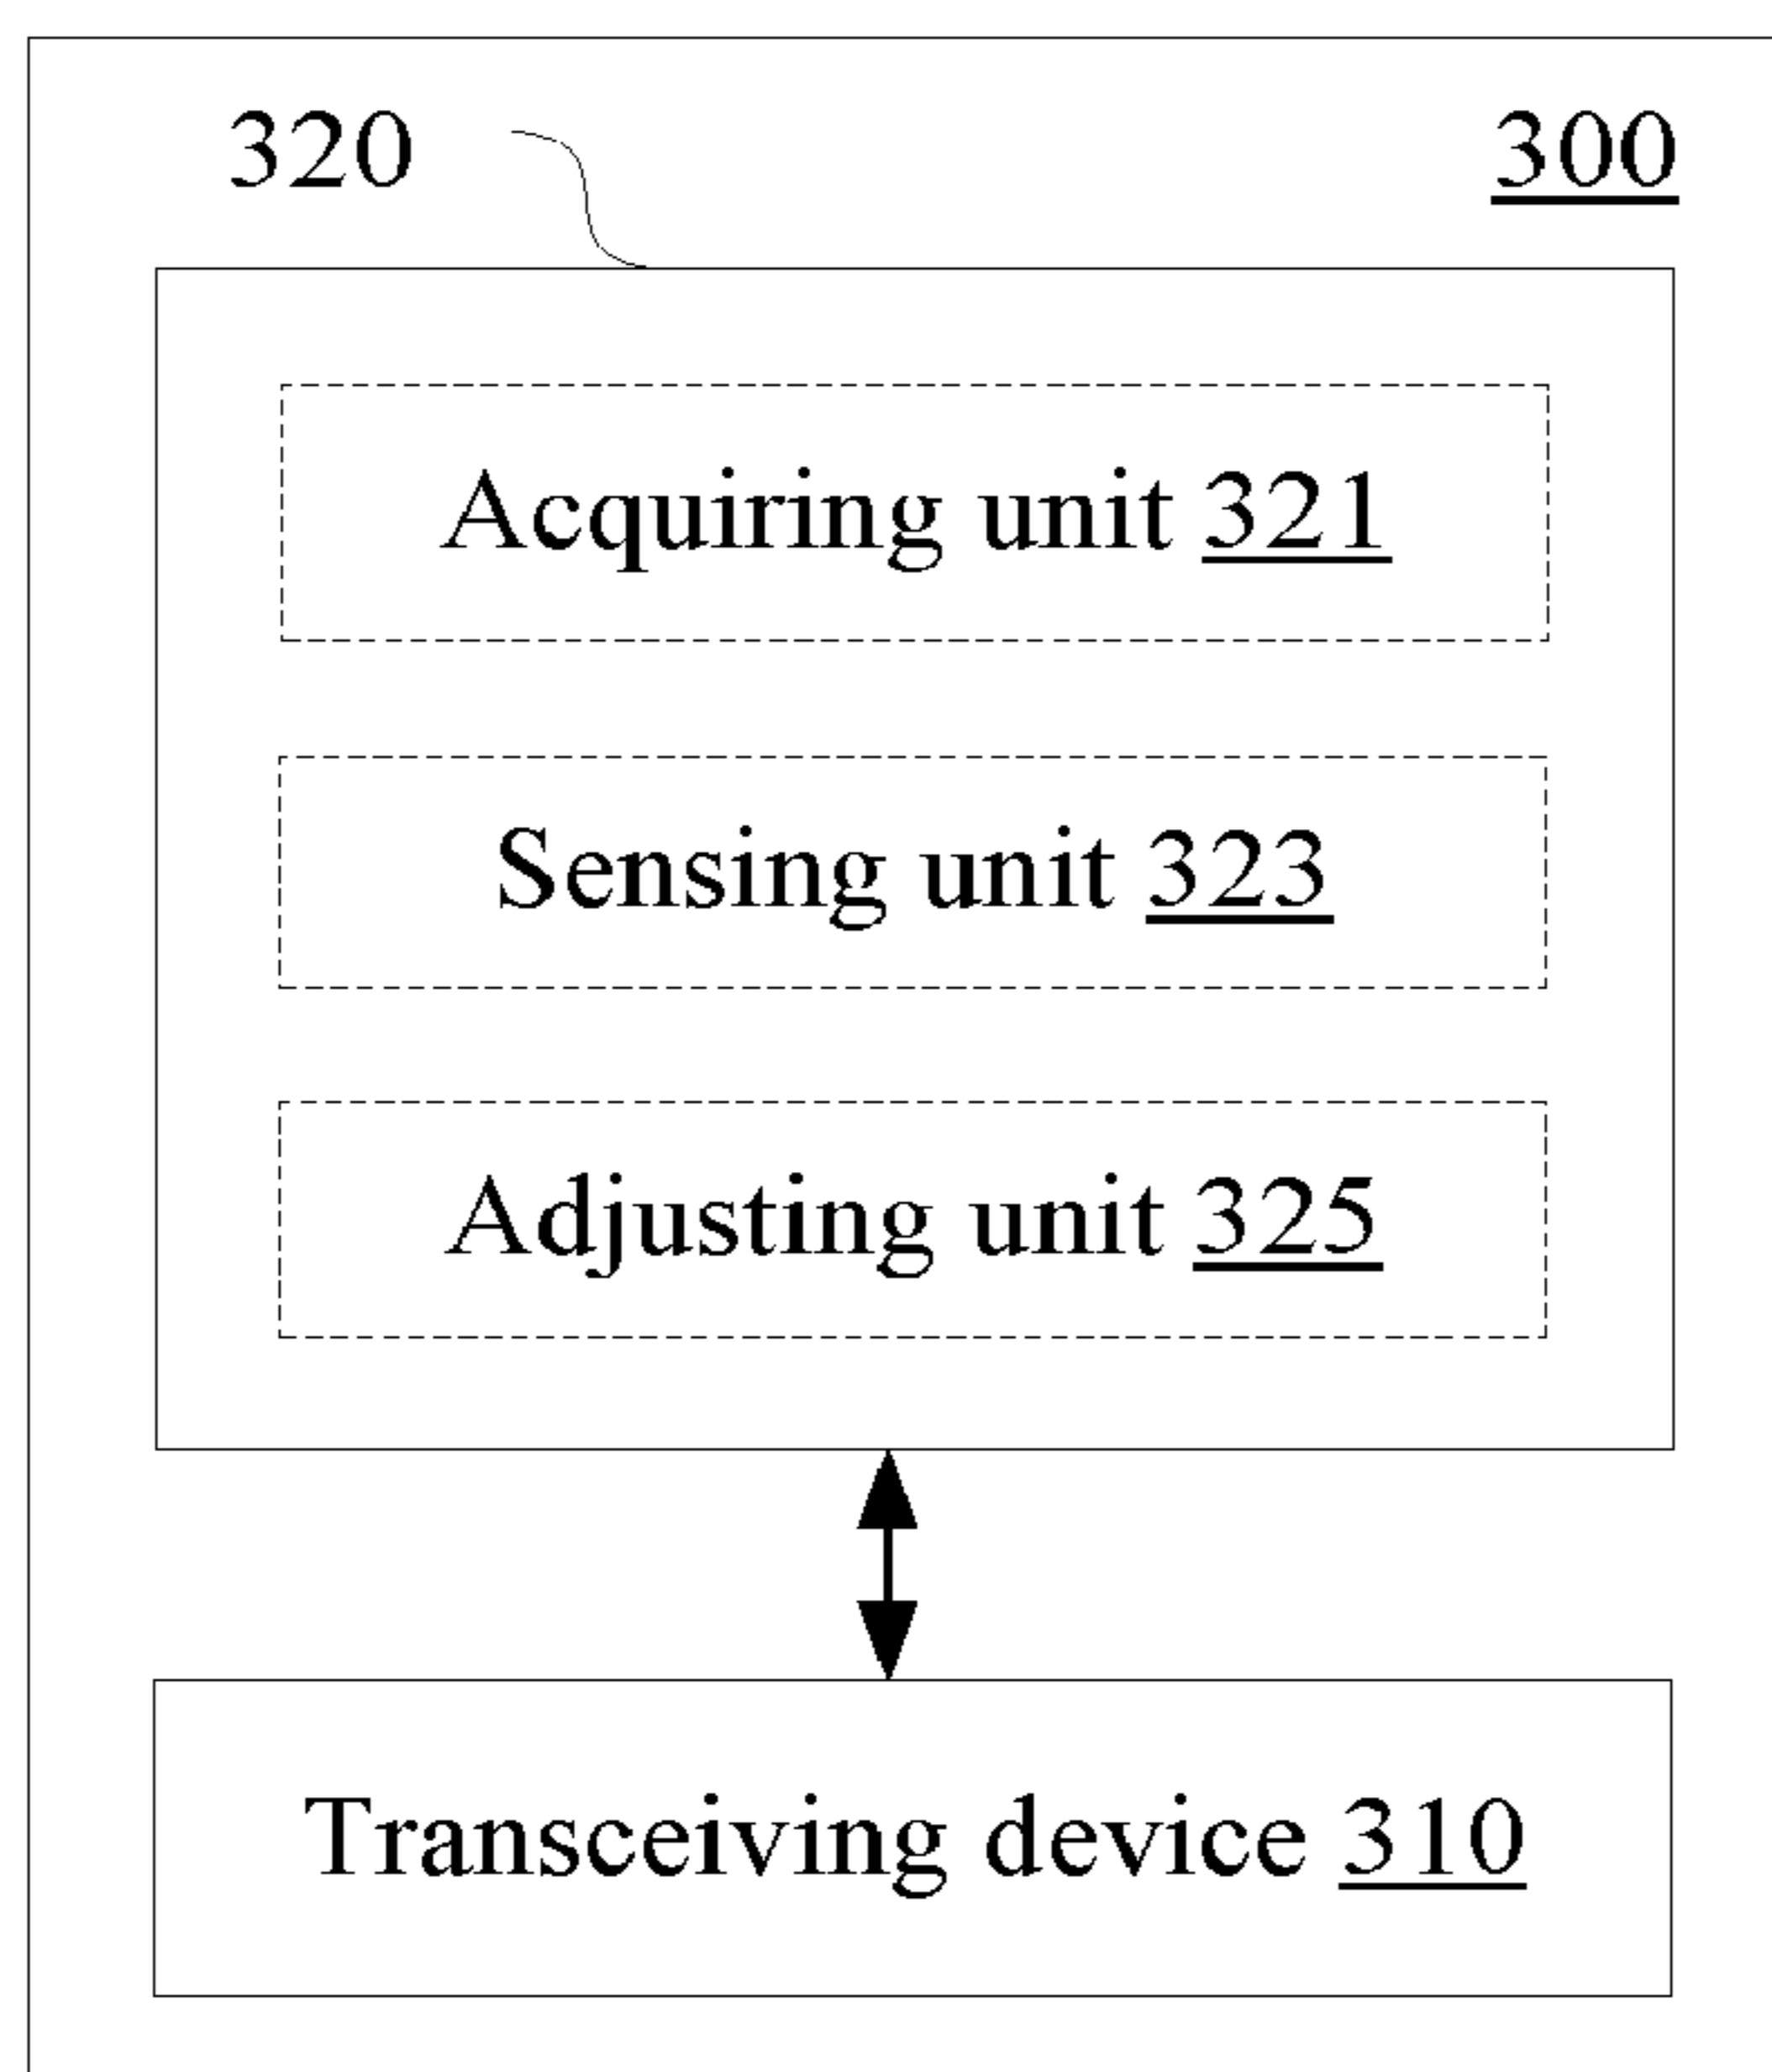 320
300
Acquiring unit 321
Sensing unit 323
Adjusting unit 325
Transceiving device 310